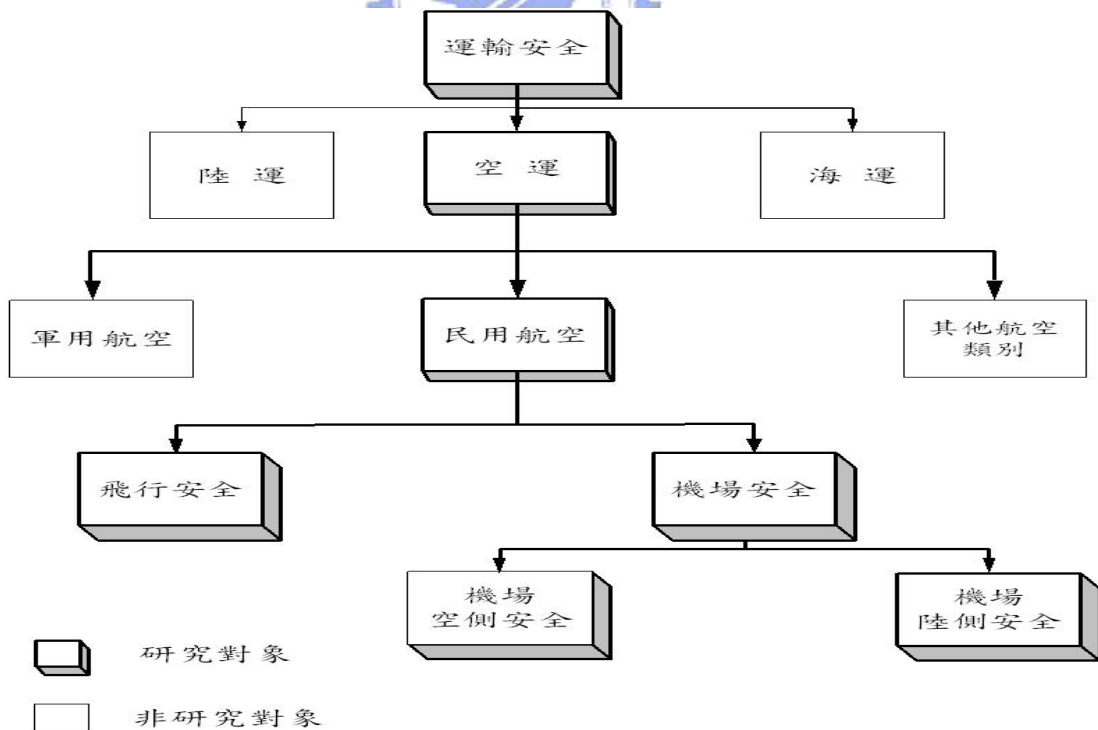 運輸安全
陸運
空運
海運
軍用航空
民用航空
其他航空
類別
飛行安全
機場安全
機場
空側安全
機場
陸側安全
研究對象
非研究對象